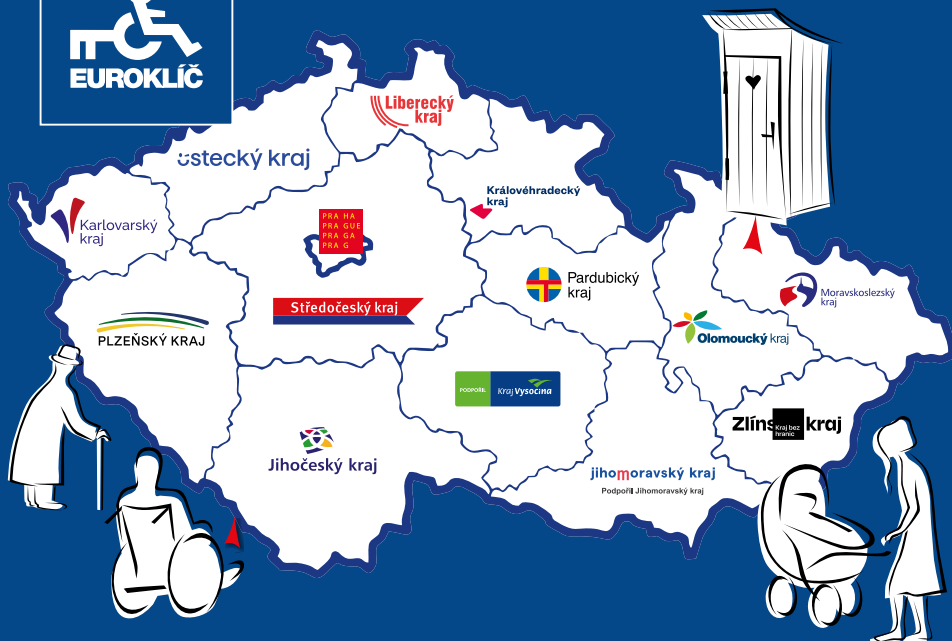 EUROKLÍČ
Liberecký
kraj
ústecký kraj
Královéhradecký
kraj
Karlovarský
kraj
PRA HA
PRA GUE
PRA GA
PRA G
Pardubický
kraj
Moravskoslezský
kraj
Středočeský kraj
PLZEŇSKÝ KRAJ
Olomoucký kraj
PODPOŘIL
Kraj Vysočina
Zlínský kraj
Kraj bez
hranic
Jihočeský kraj
jihomoravský kraj
Podpořil Jihomoravský kraj